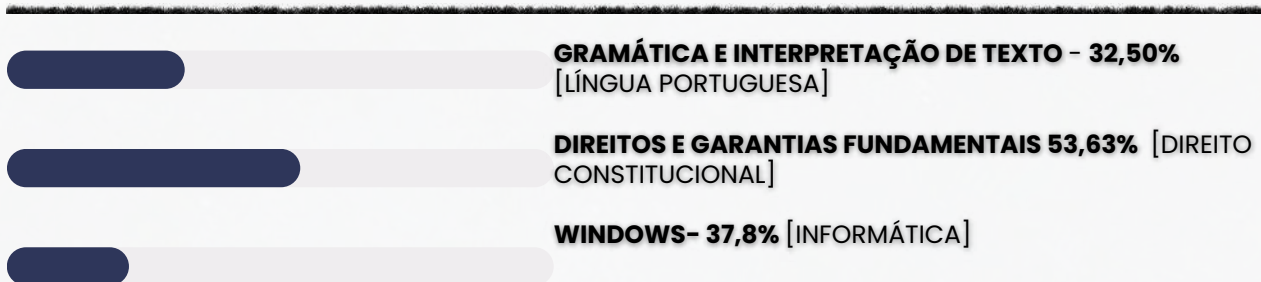 GRAMÁTICA E INTERPRETAÇÃO DE TEXTO - 32,50%
[LÍNGUA PORTUGUESA]
DIREITOS E GARANTIAS FUNDAMENTAIS 53,63% [DIREITO
CONSTITUCIONAL]
WINDOWS- 37,8% [INFORMÁTICA]